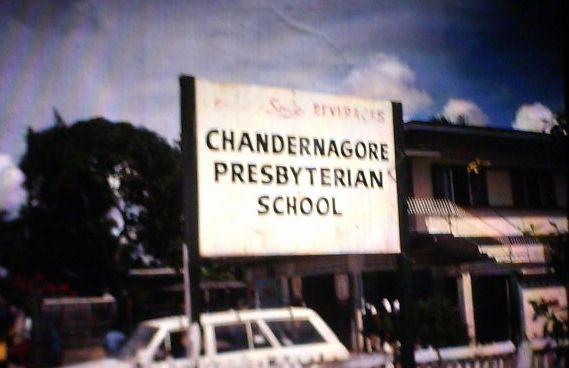 BEVERAGES
CHANDERNAGORE
PRESBYTERIAN
SCHOOL